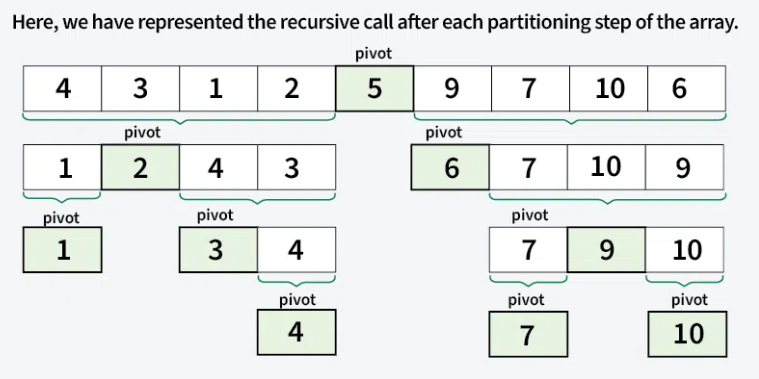 Here, we have represented the recursive call after each partitioning step of the array.
pivot
4 3 1 2 5 9 7 10 6
pivot pivot
1 2 4 3 6 7 10 9
pivot pivot pivot
1 3 4 7 9 10
pivot pivot pivot
4 7 10